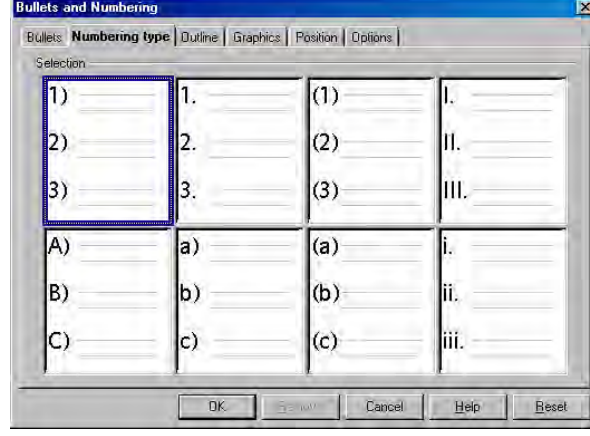 Bullets and Numbering
Bullets Numbering type Outline Graphics Position Options
Selection
1) 1. (1) I.
2) 2. (2) II.
3) 3. (3) III.
A) a) (a) i.
B) b) (b) ii.
C) c) (c) iii.
OK Cancel Help Reset